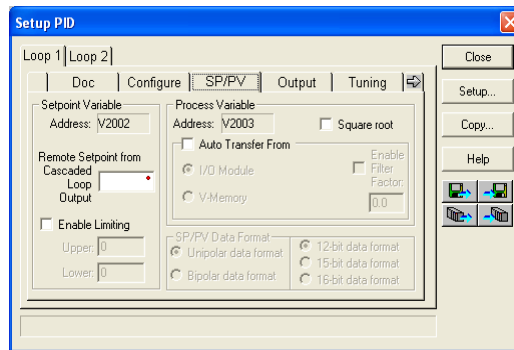 Setup PID
Loop 1 Loop 2
Close
Doc Configure SP/PV Output Tuning
Setup...
Setpoint Variable
Process Variable
Address: V2002
Address: V2003
Square root
Copy...
Auto Transfer From
Remote Setpoint from
Cascaded
Loop
Output
I/O Module
Enable
Filter
Factor:
Help
V-Memory
0.0
Enable Limiting
Upper: 0
Lower: 0
SP/PV Data Format
Unipolar data format
Bipolar data format
12-bit data format
15-bit data format
16-bit data format